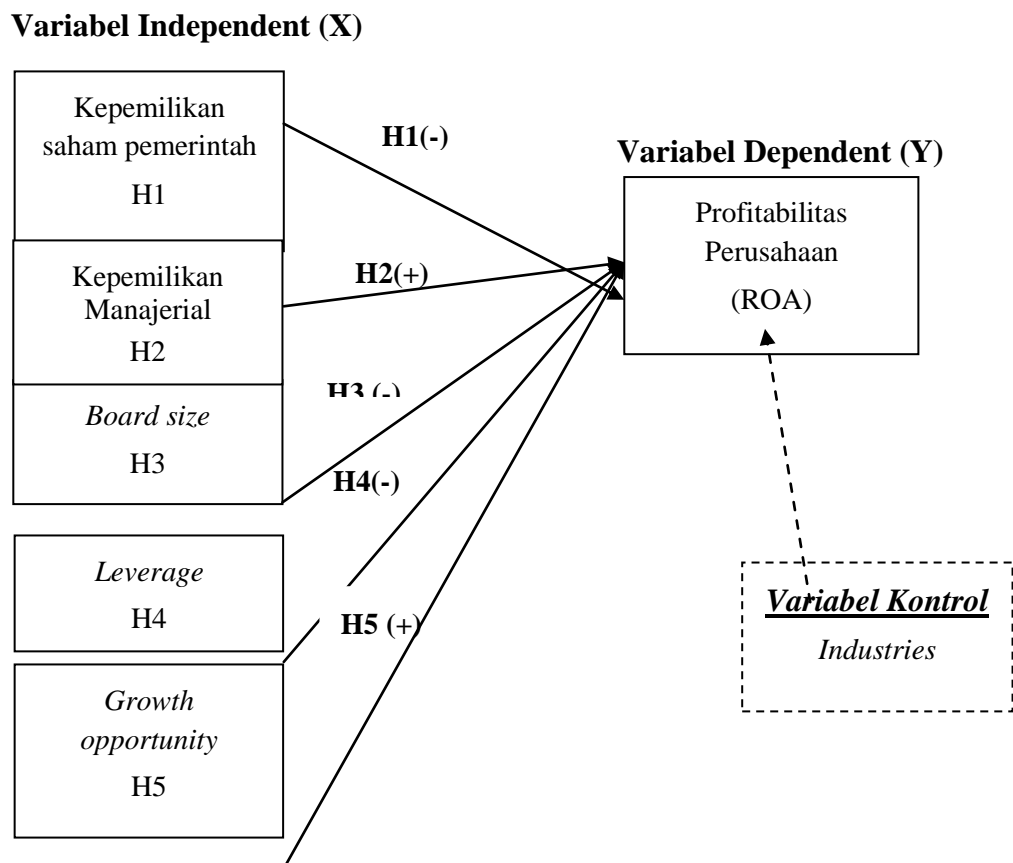 Variabel Independent (X)
Kepemilikan
saham pemerintah
H1
Kepemilikan
Manajerial
H2
Board size
H3
Leverage
H4
Growth
opportunity
H5
H1(-)
H2(+)
H3 (-)
H4(-)
H5 (+)
Variabel Dependent (Y)
Profitabilitas
Perusahaan
(ROA)
Variabel Kontrol
Industries